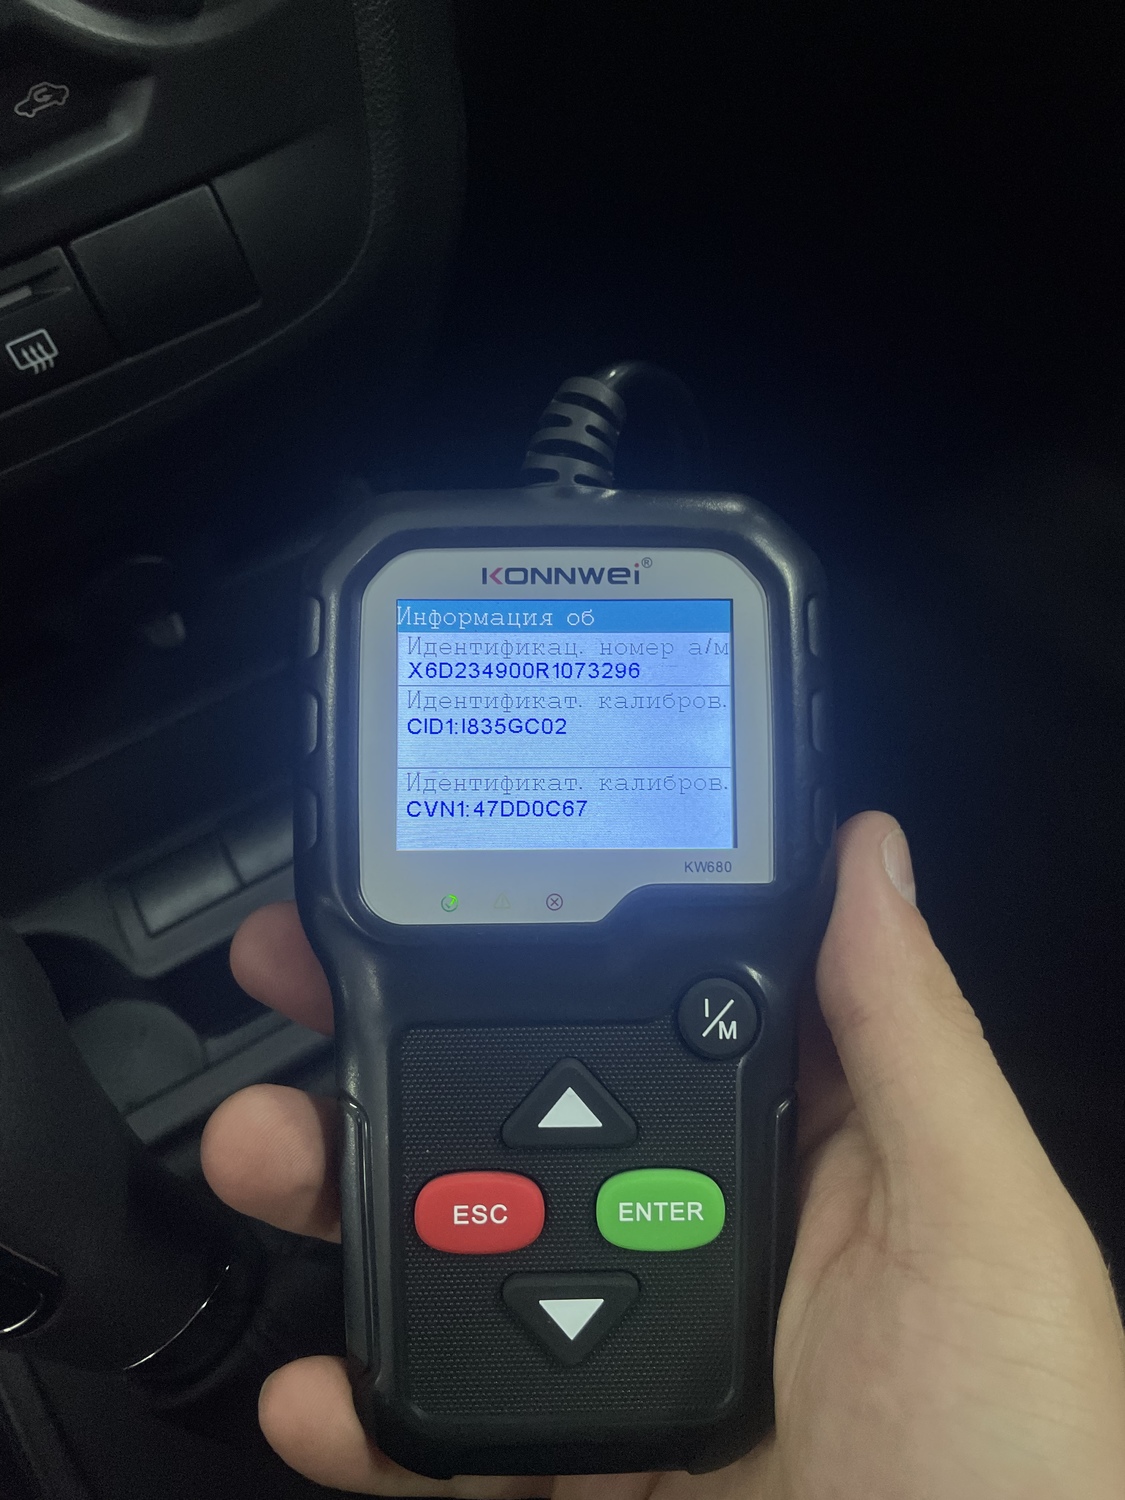 KONNWEI®
Информация об
Идентификац. номер а/м
X6D234900R1073296
Идентификат. калибров.
CID1:I835GC02
Идентификат. калибров.
CVN1:47DD0C67
KW680
I/M
ESC
ENTER